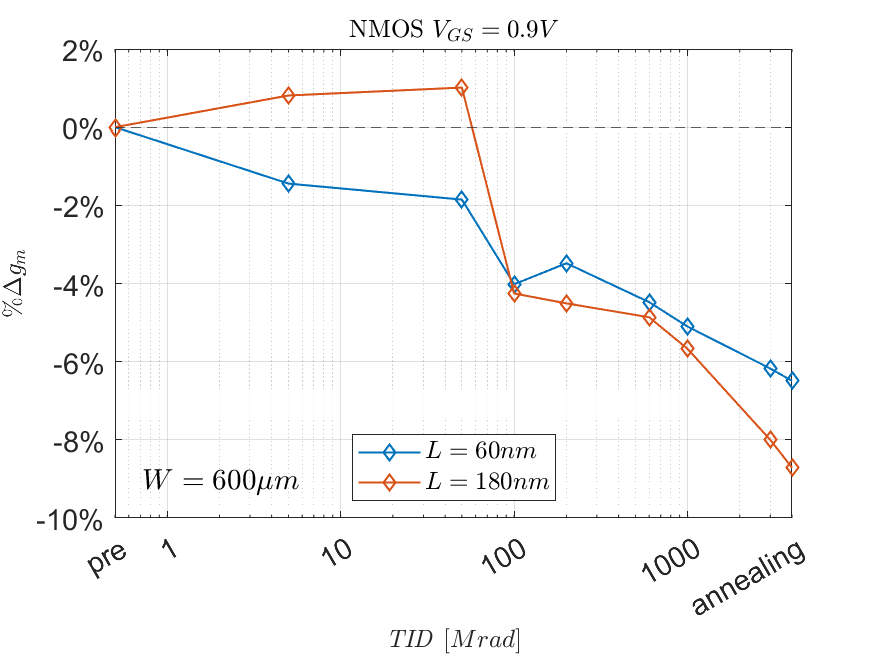 NMOS V_GS = 0.9V
2%
0%
-2%
-4%
-6%
-8%
-10%
%Δg_m
W = 600μm
L = 60nm
L = 180nm
pre 1 10 100 1000 annealing
TID [Mrad]